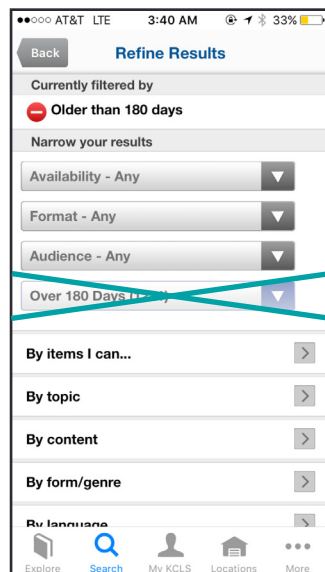 AT&T LTE 3:40 AM 33%
Back Refine Results
Currently filtered by
Older than 180 days
Narrow your results
Availability - Any
Format - Any
Audience - Any
Over 180 Days
By items I can...
By topic
By content
By form/genre
By language
Explore Search My KCLS Locations More